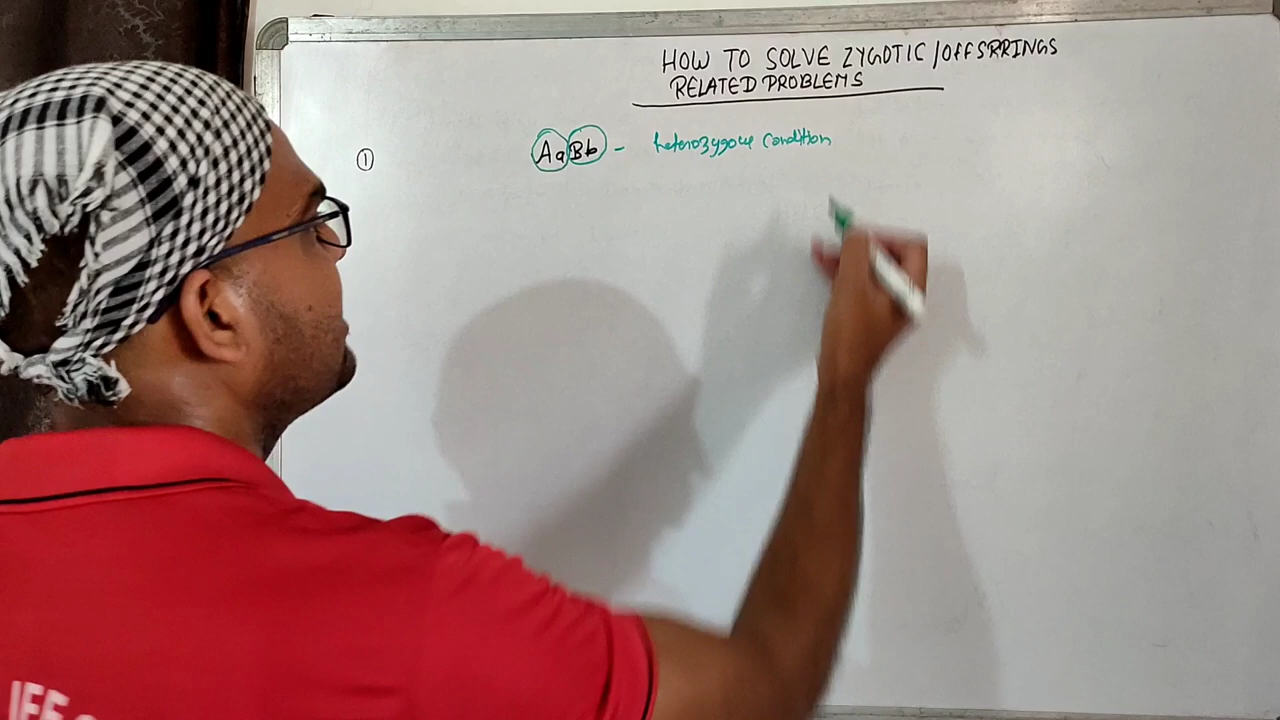 HOW TO SOLVE ZYGOTIC/OFFSRRINGS
RELATED PROBLEMS
① AaBb - heterozygous condition